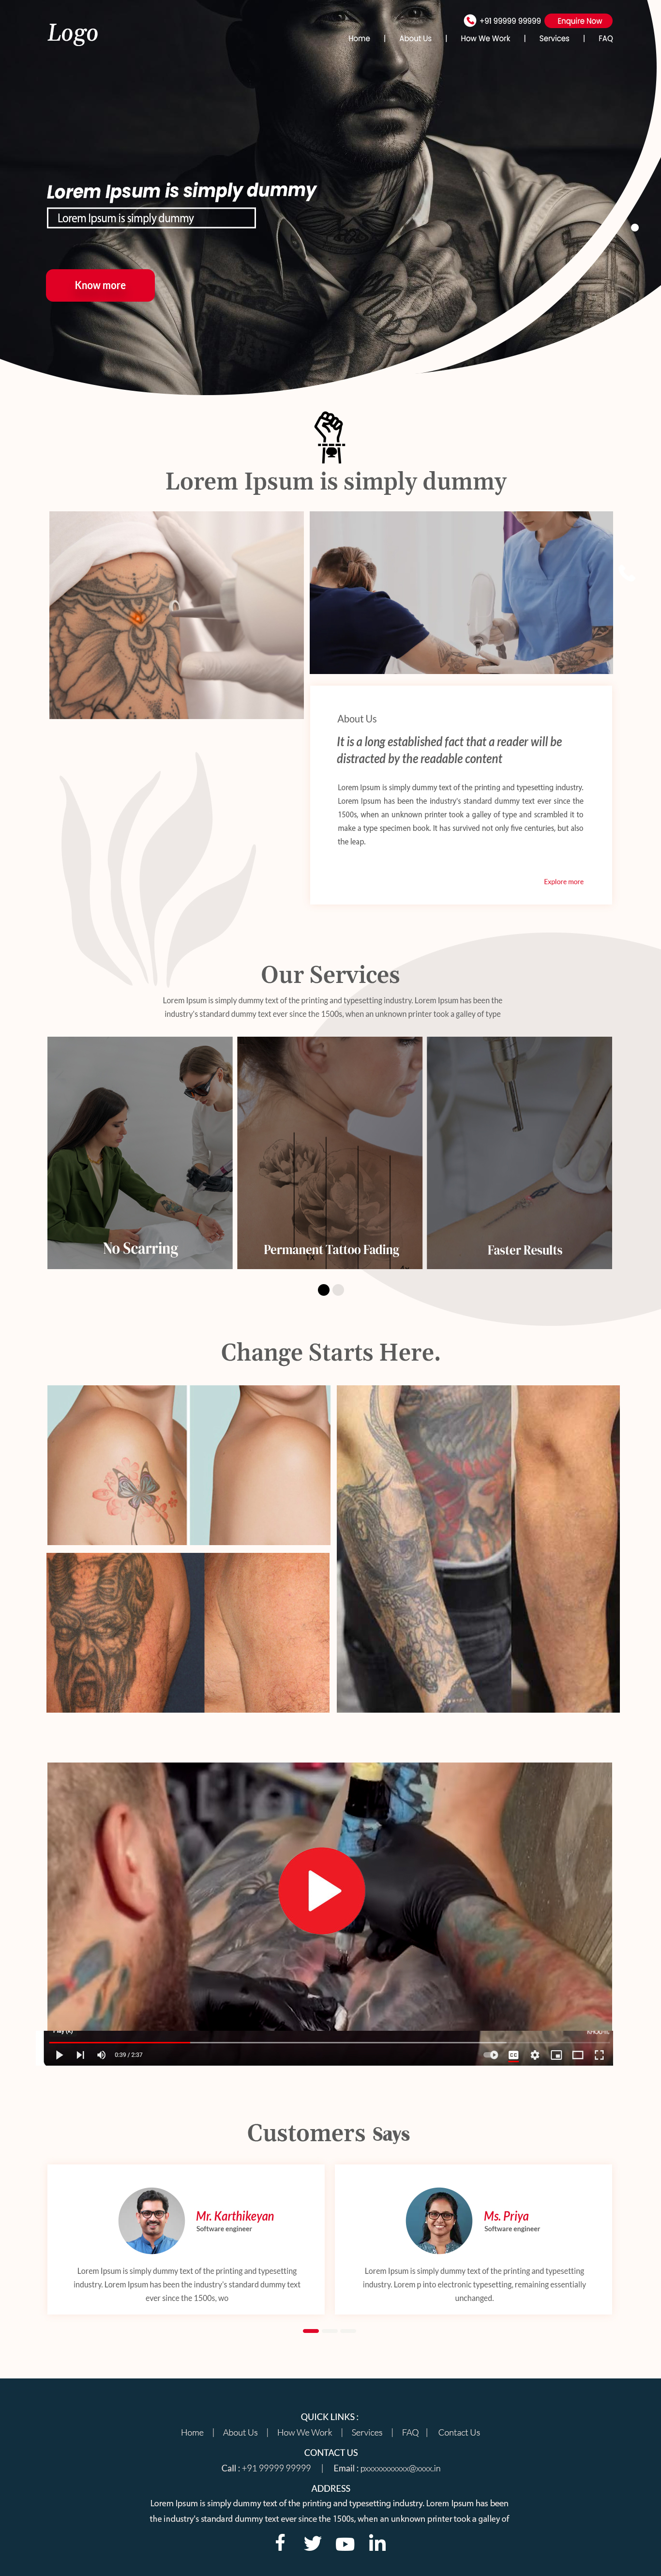 Logo
+91 99999 99999
Enquire Now
Home | About Us | How We Work | Services | FAQ
Lorem Ipsum is simply dummy
Lorem Ipsum is simply dummy
Know more
Lorem Ipsum is simply dummy
About Us
It is a long established fact that a reader will be
distracted by the readable content
Lorem Ipsum is simply dummy text of the printing and typesetting industry.
Lorem Ipsum has been the industry's standard dummy text ever since the
1500s, when an unknown printer took a galley of type and scrambled it to
make a type specimen book. It has survived not only five centuries, but also
the leap.
Explore more
Our Services
Lorem Ipsum is simply dummy text of the printing and typesetting industry. Lorem Ipsum has been the
industry's standard dummy text ever since the 1500s, when an unknown printer took a galley of type
No Scarring
Permanent Tattoo Fading
Faster Results
Change Starts Here.
0:39 / 2:37
CC
Customers Says
Mr. Karthikeyan
Software engineer
Lorem Ipsum is simply dummy text of the printing and typesetting
industry. Lorem Ipsum has been the industry's standard dummy text
ever since the 1500s, wo
Ms. Priya
Software engineer
Lorem Ipsum is simply dummy text of the printing and typesetting
industry. Lorem p into electronic typesetting, remaining essentially
unchanged.
QUICK LINKS :
Home | About Us | How We Work | Services | FAQ | Contact Us
CONTACT US
Call : +91 99999 99999 | Email : pxxxxxxxxxx@xxxx.in
ADDRESS
Lorem Ipsum is simply dummy text of the printing and typesetting industry. Lorem Ipsum has been
the industry's standard dummy text ever since the 1500s, when an unknown printer took a galley of